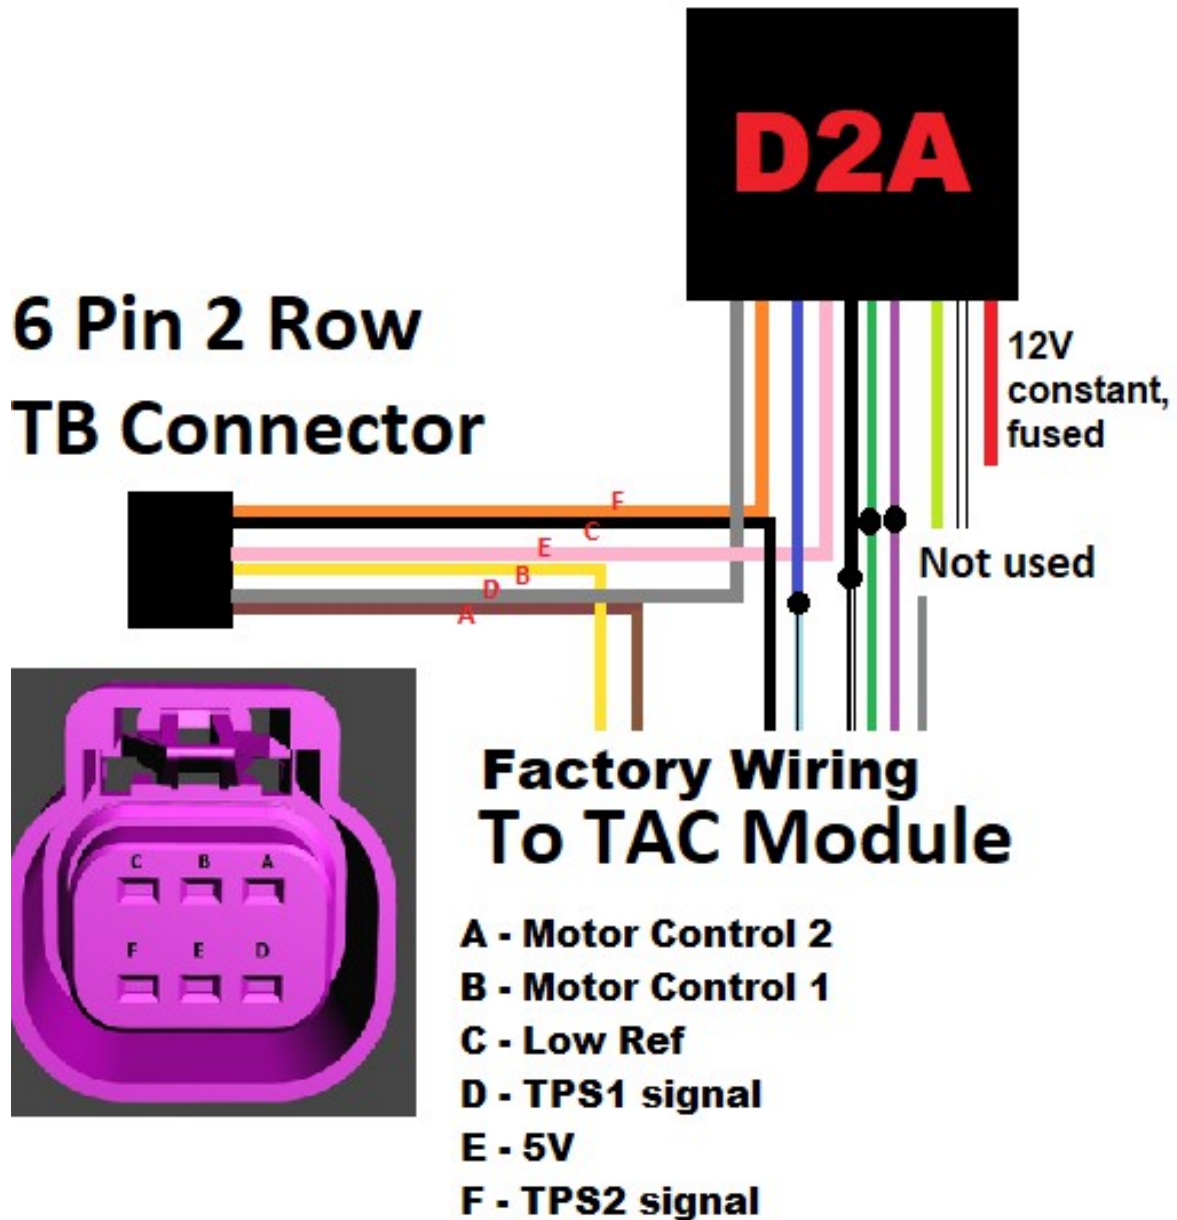 D2A
6 Pin 2 Row
TB Connector
12V
constant,
fused
F
C
E
B
D
A
Not used
Factory Wiring
To TAC Module
C B A
F E D
A - Motor Control 2
B - Motor Control 1
C - Low Ref
D - TPS1 signal
E - 5V
F - TPS2 signal